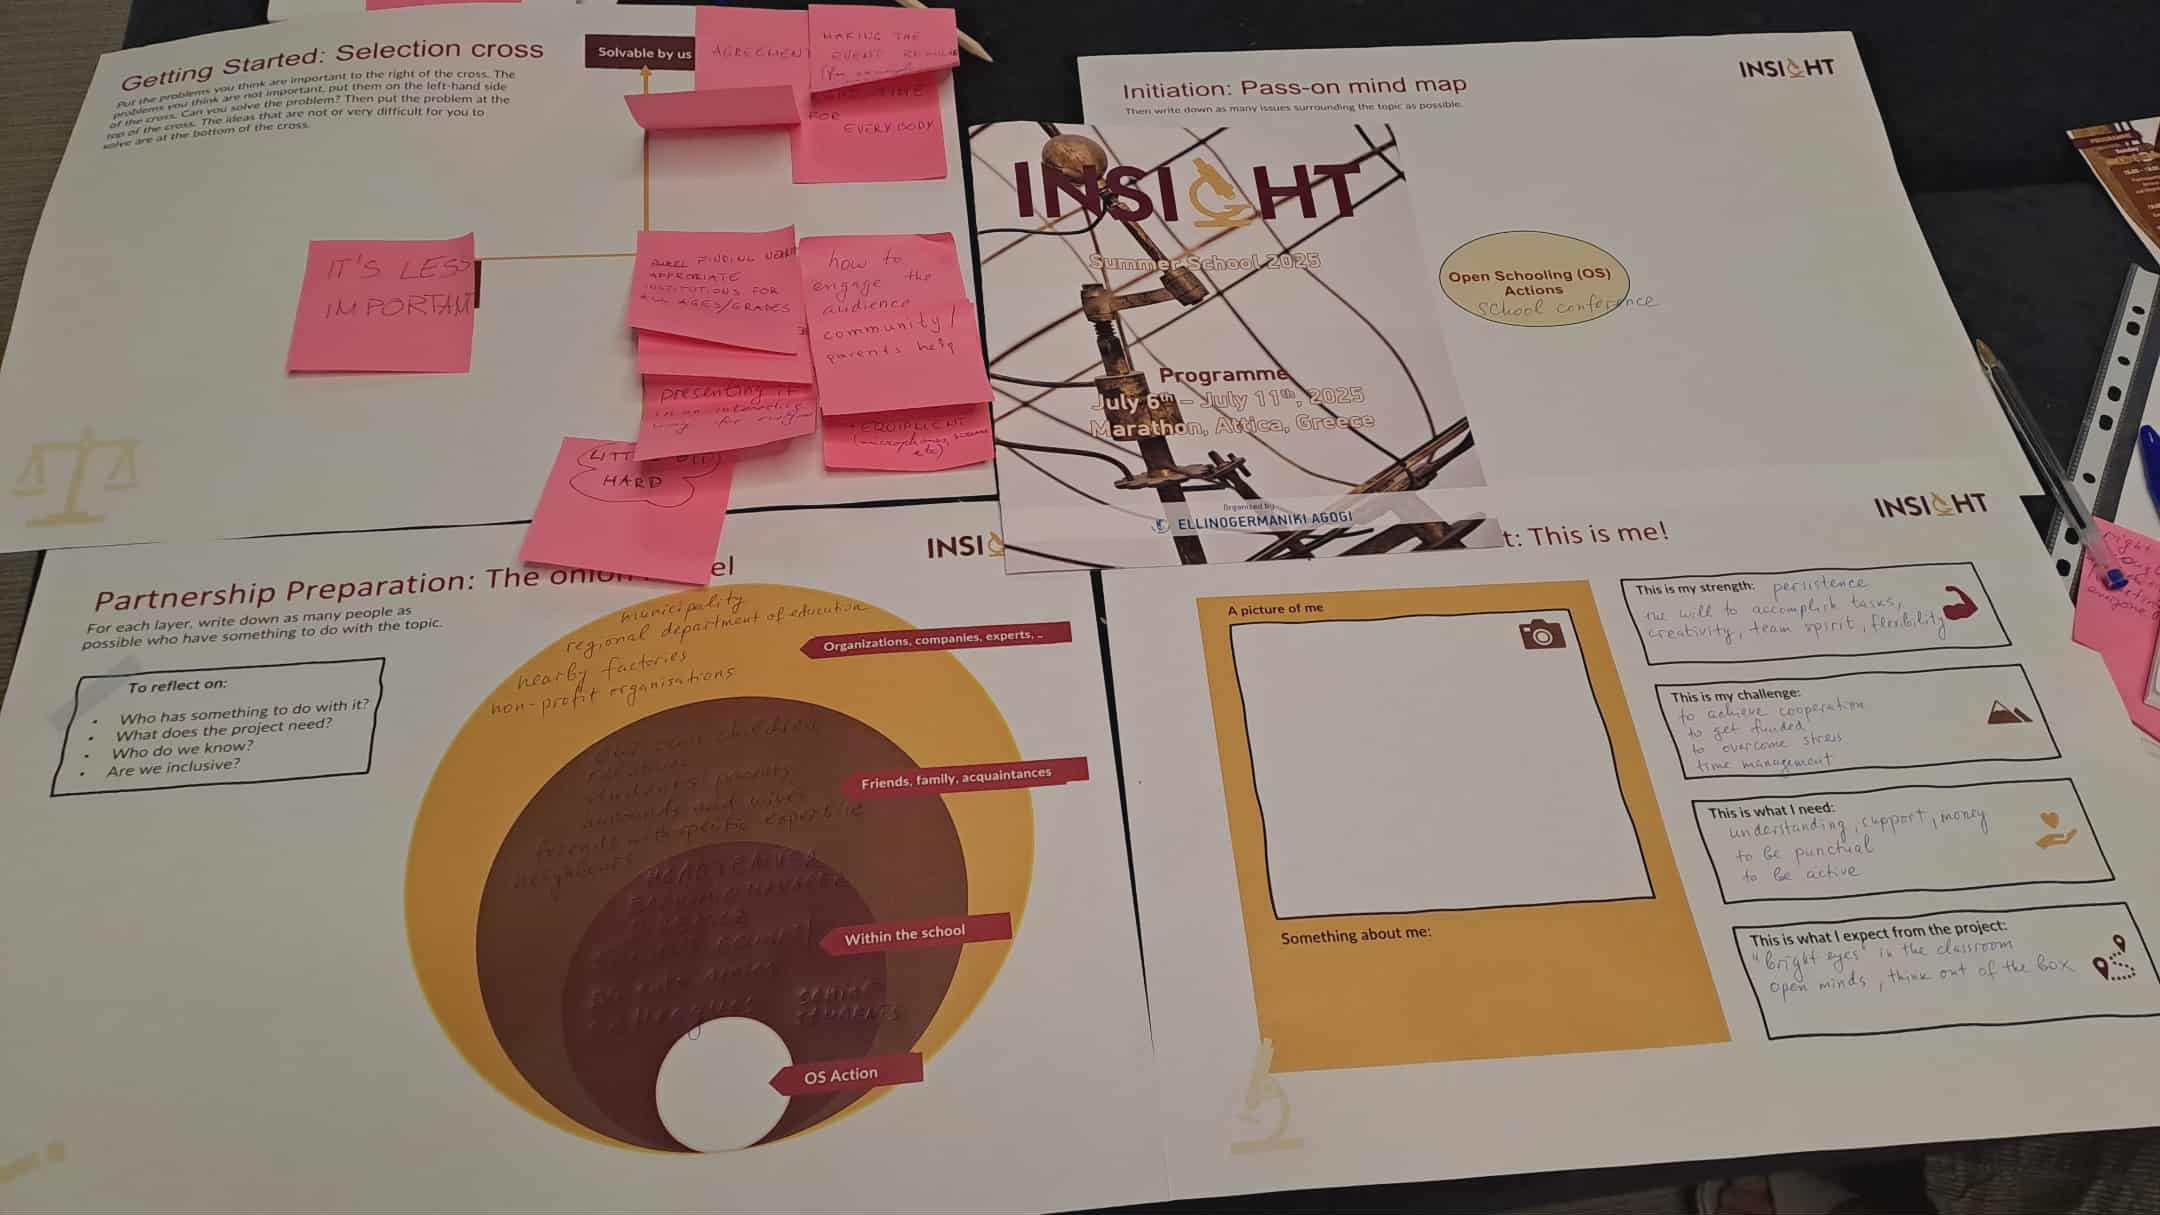 Getting Started: Selection cross
Put the problems you think are important to the right of the cross. The
problems you think are not important, put them on the left-hand side
of the cross. Can you solve the problem? Then put the problem at the
top of the cross. The ideas that are not or very difficult for you to
solve are at the bottom of the cross.
Solvable by us
AGREEMENT
MAKING THE
EVENT
TIME
FOR
EVERYBODY
IT'S LESS
IMPORTANT
FINDING
INSTITUTIONS FOR
ALL AGES/GRADES
how to
engage the
audience
community/
parents help
presenting it
EQUIPMENT
HARD
Initiation: Pass-on mind map
Then write down as many issues surrounding the topic as possible.
INSIGHT
Open Schooling (OS)
Actions
school conference
INSIGHT
Summer School 2025
Programme
July 6th – July 11th, 2025
Marathon, Attica, Greece
Organized by
ELLINOGERMANIKI AGOGI
Partnership Preparation: The
For each layer, write down as many people as
possible who have something to do with the topic.
INSI
To reflect on:
• Who has something to do with it?
• What does the project need?
• Who do we know?
• Are we inclusive?
municipality
regional department of education
nearby factories
non-profit organisations
Organizations, companies, experts, ..
our own children
students' parents
husbands and wives
friends with specific expertise
neighbours
Friends, family, acquaintances
colleagues
STUDENTS
Within the school
OS Action
t: This is me!
INSIGHT
A picture of me
Something about me:
This is my strength: persistence
the will to accomplish tasks,
creativity, team spirit, flexibility
This is my challenge:
to achieve cooperation
to get funded
to overcome stress
time management
This is what I need:
understanding, support, money
to be punctual
to be active
This is what I expect from the project:
"bright eyes" in the classroom
open minds, think out of the box